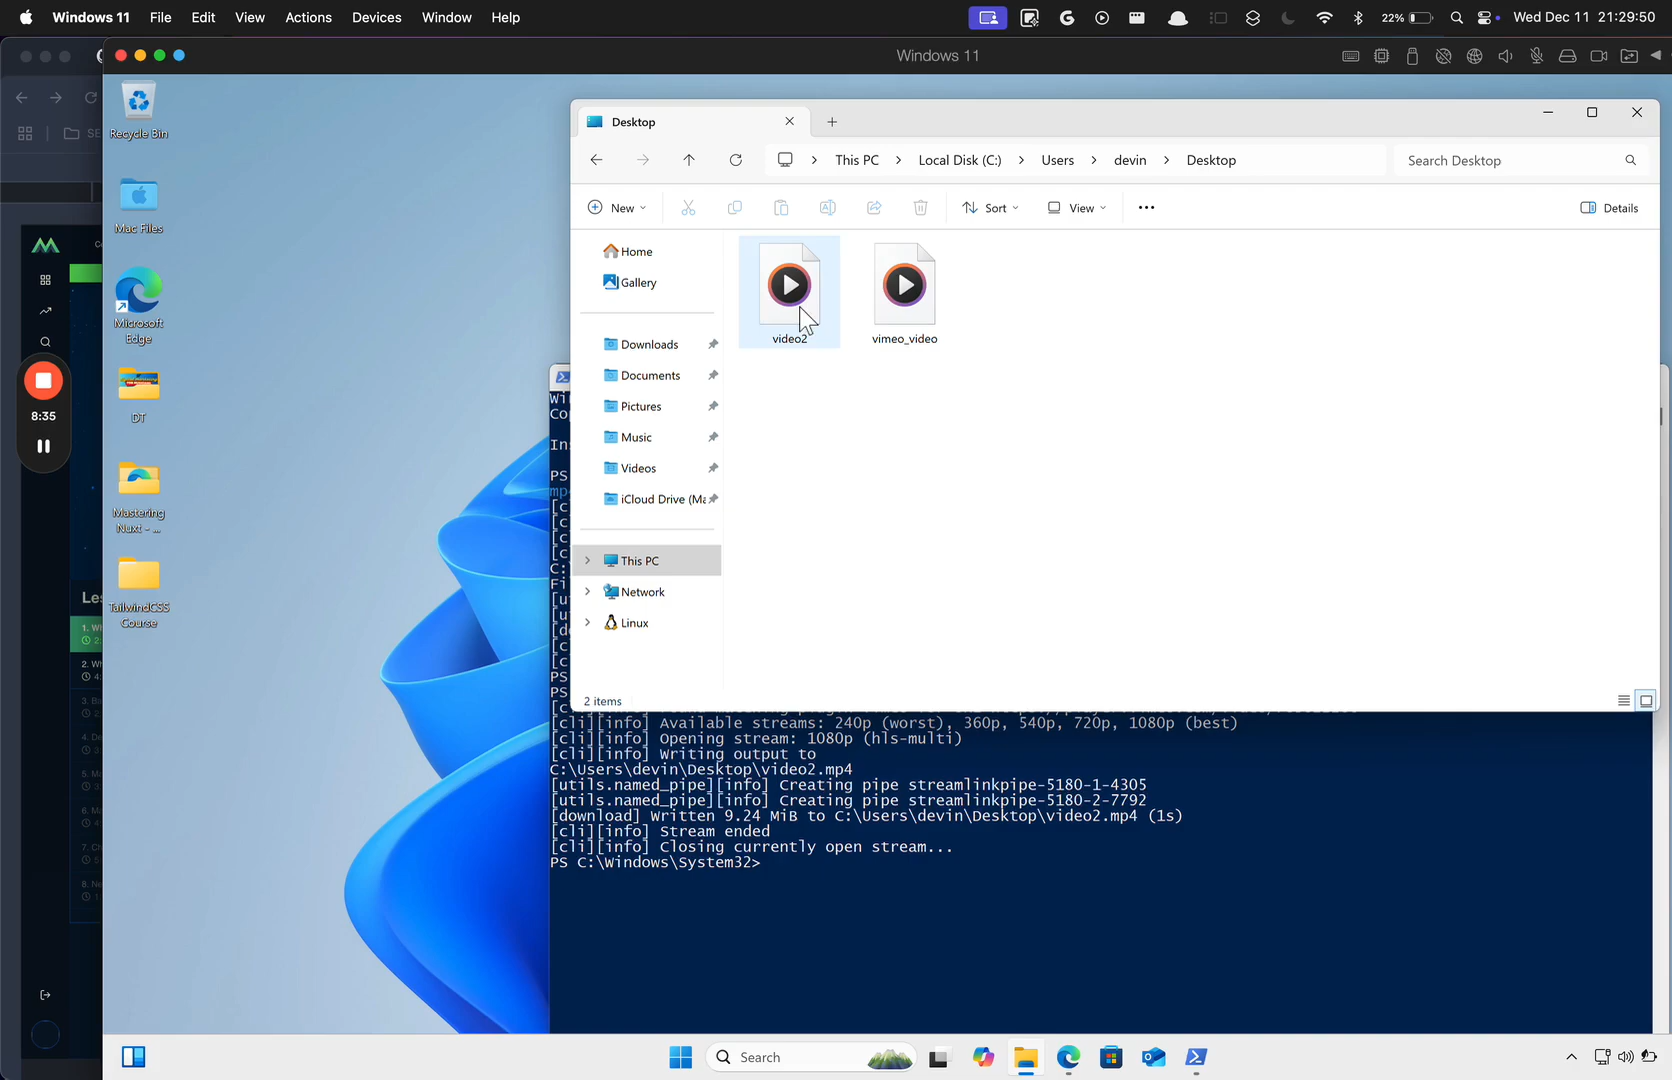 Windows 11 File Edit View Actions Devices Window Help 22% Wed Dec 11 21:29:50
Windows 11
Recycle Bin
Mac Files
Microsoft
Edge
DT
Mastering
Nuxt - ...
TailwindCSS
Course
8:35
Desktop
This PC > Local Disk (C:) > Users > devin > Desktop
Search Desktop
New
Sort
View
Details
Home
Gallery
Downloads
Documents
Pictures
Music
Videos
iCloud Drive (Ma
This PC
Network
Linux
video2
vimeo_video
2 items
[cli][info] Available streams: 240p (worst), 360p, 540p, 720p, 1080p (best)
[cli][info] Opening stream: 1080p (hls-multi)
[cli][info] Writing output to
C:\Users\devin\Desktop\video2.mp4
[utils.named_pipe][info] Creating pipe streamlinkpipe-5180-1-4305
[utils.named_pipe][info] Creating pipe streamlinkpipe-5180-2-7792
[download] Written 9.24 MiB to C:\Users\devin\Desktop\video2.mp4 (1s)
[cli][info] Stream ended
[cli][info] Closing currently open stream...
PS C:\Windows\System32>
Search